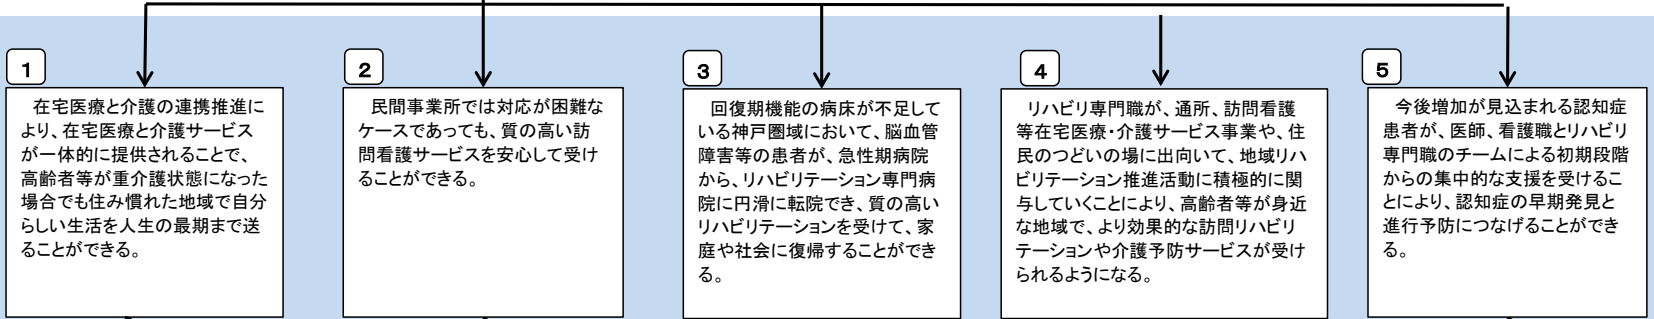 1
在宅医療と介護の連携推進に
より、在宅医療と介護サービス
が一体的に提供されることで、
高齢者等が重介護状態になった
場合でも住み慣れた地域で自分
らしい生活を人生の最期まで送
ることができる。
2
民間事業所では対応が困難な
ケースであっても、質の高い訪
問看護サービスを安心して受け
ることができる。
3
回復期機能の病床が不足して
いる神戸圏域において、脳血管
障害等の患者が、急性期病院
から、リハビリテーション専門病
院に円滑に転院でき、質の高い
リハビリテーションを受けて、家
庭や社会に復帰することができ
る。
4
リハビリ専門職が、通所、訪問看護
等在宅医療・介護サービス事業や、住
民のつどいの場に出向いて、地域リハ
ビリテーション推進活動に積極的に関
与していくことにより、高齢者等が身近
な地域で、より効果的な訪問リハビリ
テーションや介護予防サービスが受け
られるようになる。
5
今後増加が見込まれる認知症
患者が、医師、看護職とリハビリ
専門職のチームによる初期段階
からの集中的な支援を受けるこ
とにより、認知症の早期発見と
進行予防につなげることができ
る。